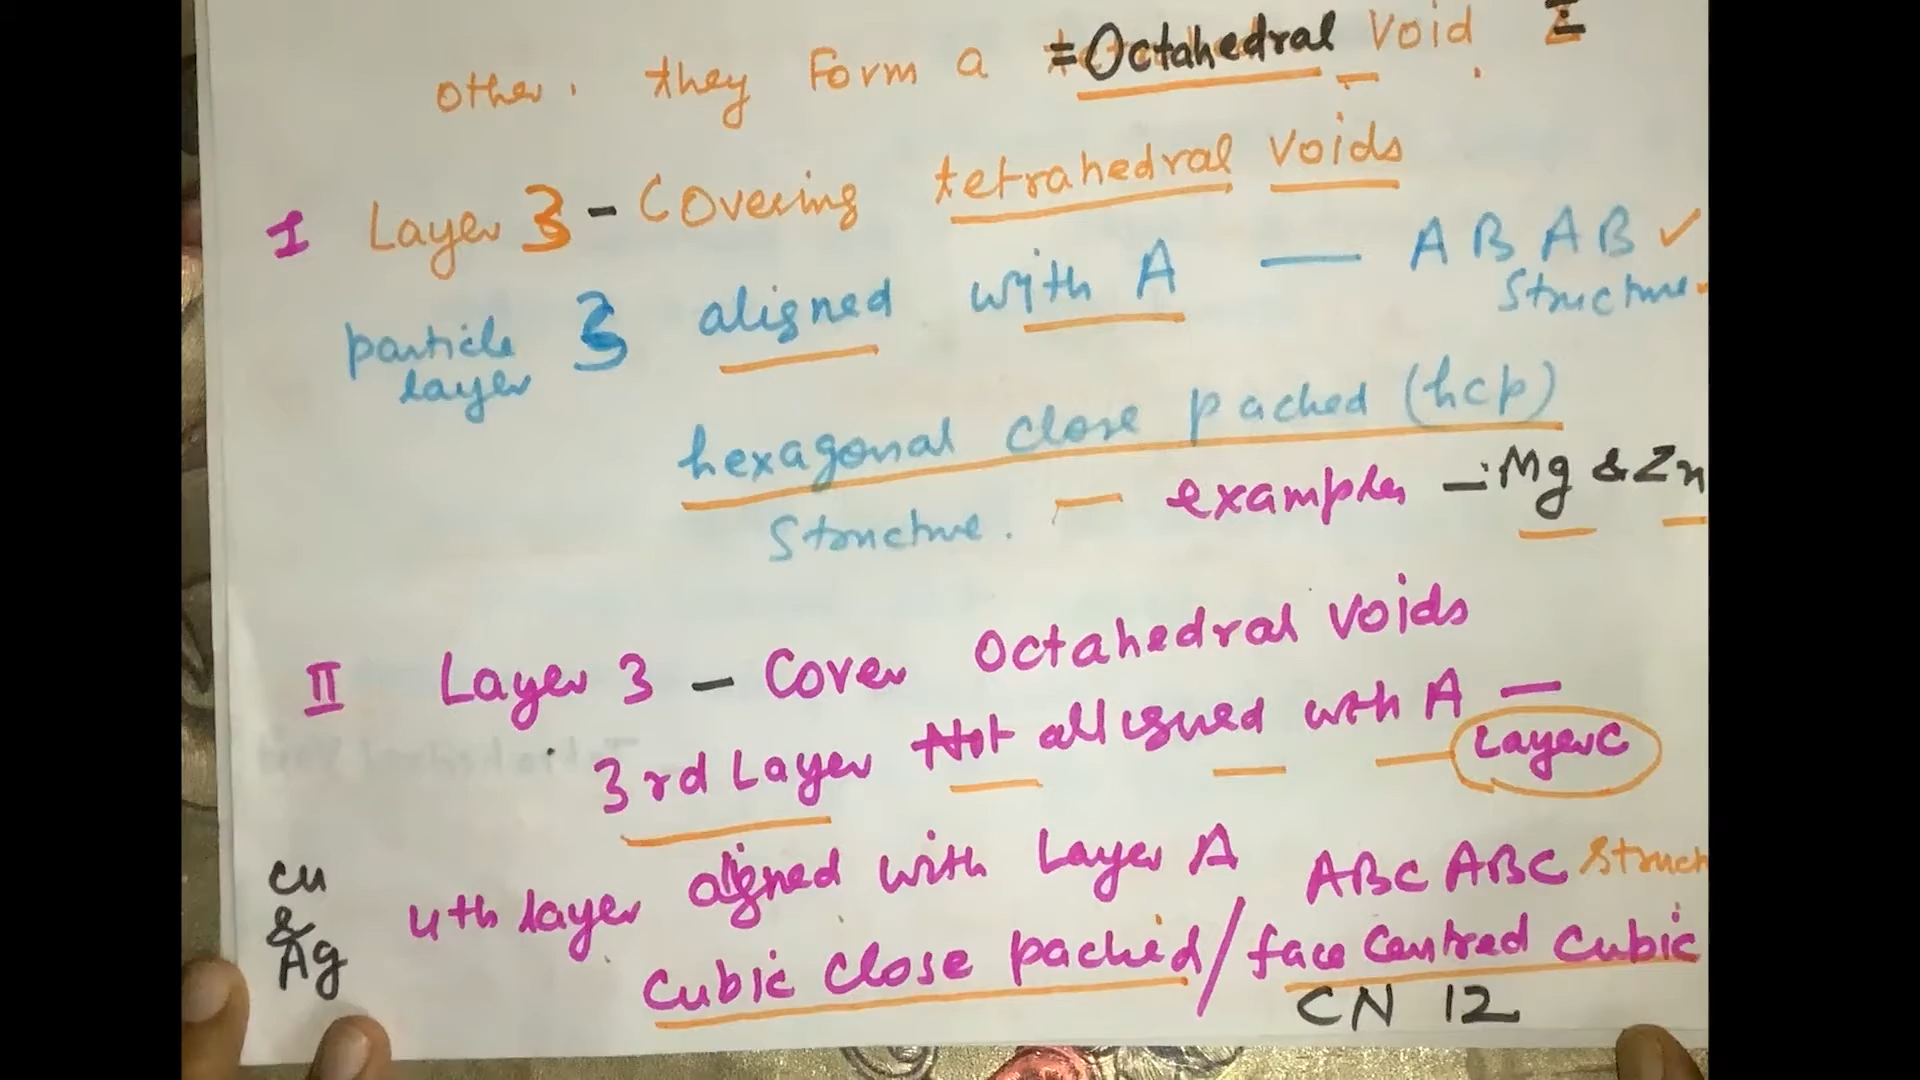 other. they Form a = Octahedral Void
I Layer 3 - Covering tetrahedral voids
particle layer 3 aligned with A — A B A B ✓
Structure.
hexagonal close packed (hcp)
Structure. — examples - Mg & Zn
II Layer 3 - Cover Octahedral Voids
3rd Layer Not alligned with A —
Layer C
4th layer aligned with Layer A ABC ABC Struct
Cu & Ag
Cubic close packed / face Centred Cubic
CN 12